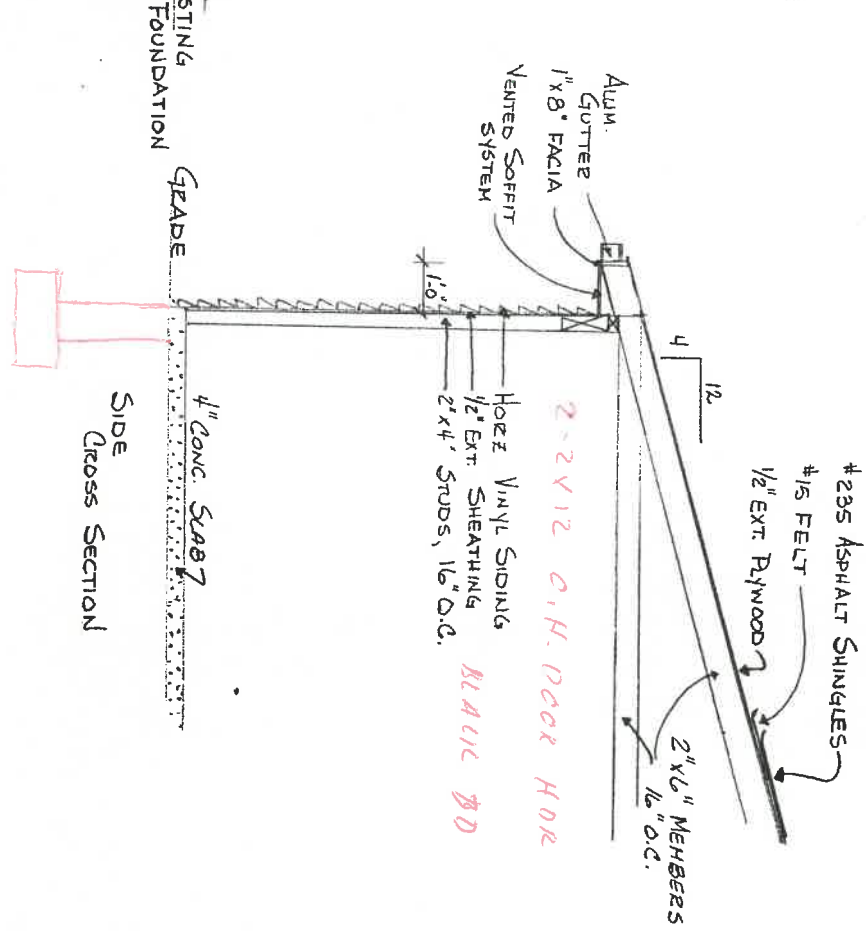 #235 ASPHALT SHINGLES
#15 FELT
1/2" EXT. PLYWOOD
12
4
2"x6" MEMBERS
16" O.C.
ALUM.
GUTTER
1"x8" FACIA
VENTED SOFFIT
SYSTEM
1'-0"
2-2x12 O.H. DOOR HDR
HORZ VINYL SIDING
1/2" EXT. SHEATHING
BLACK BD
2"x4" STUDS, 16" O.C.
GRADE
STING
FOUNDATION
4" CONC. SLAB
SIDE
CROSS SECTION